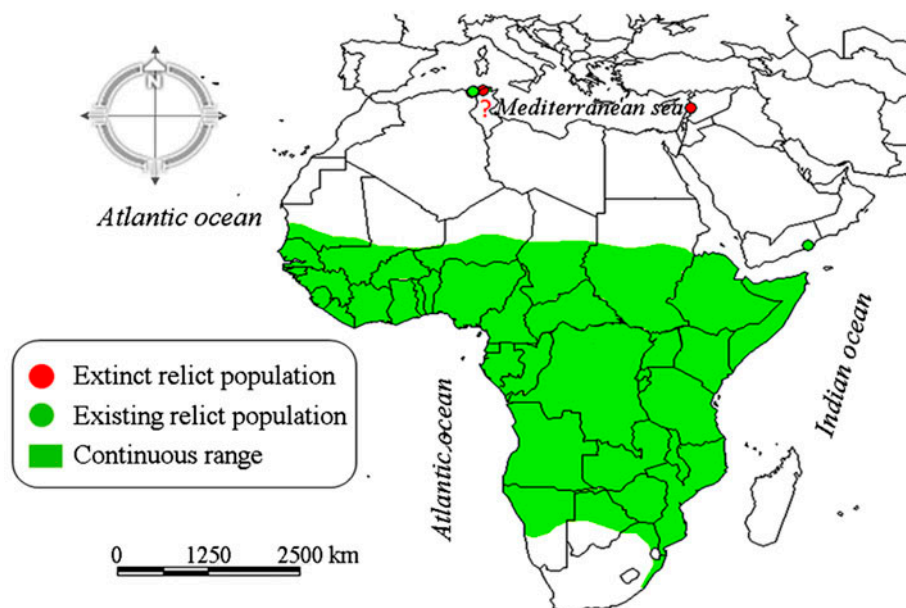 N
? Mediterranean sea
Atlantic ocean
Indian ocean
Atlantic ocean
Extinct relict population
Existing relict population
Continuous range
0 1250 2500 km